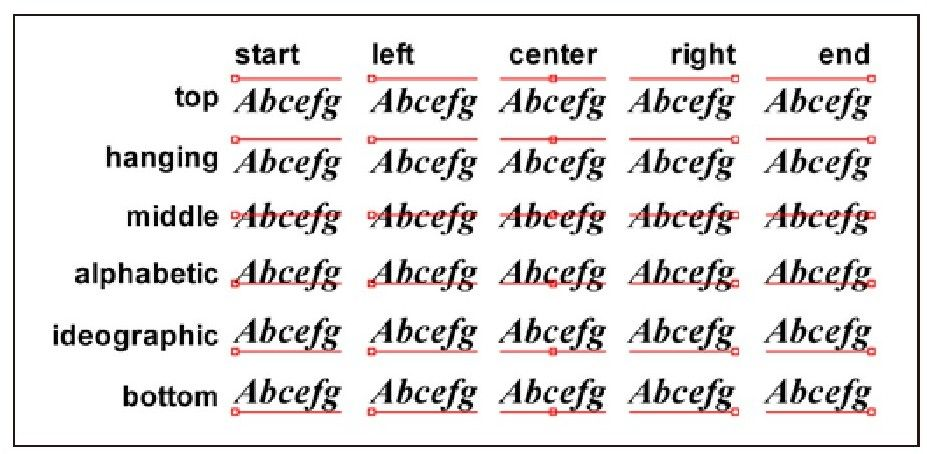 start left center right end
top Abcefg Abcefg Abcefg Abcefg Abcefg
hanging Abcefg Abcefg Abcefg Abcefg Abcefg
middle Abcefg Abcefg Abcefg Abcefg Abcefg
alphabetic Abcefg Abcefg Abcefg Abcefg Abcefg
ideographic Abcefg Abcefg Abcefg Abcefg Abcefg
bottom Abcefg Abcefg Abcefg Abcefg Abcefg